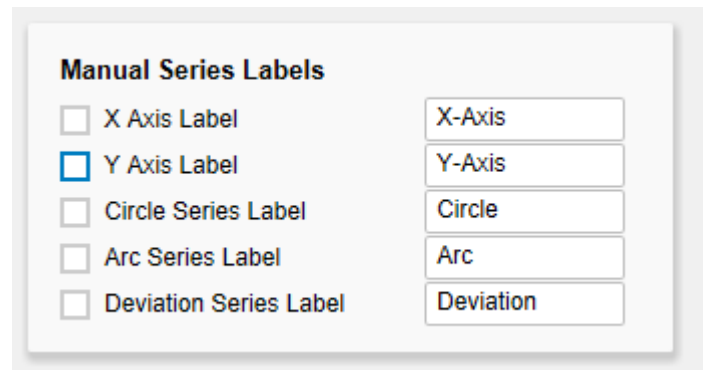 Manual Series Labels
X Axis Label X-Axis
Y Axis Label Y-Axis
Circle Series Label Circle
Arc Series Label Arc
Deviation Series Label Deviation